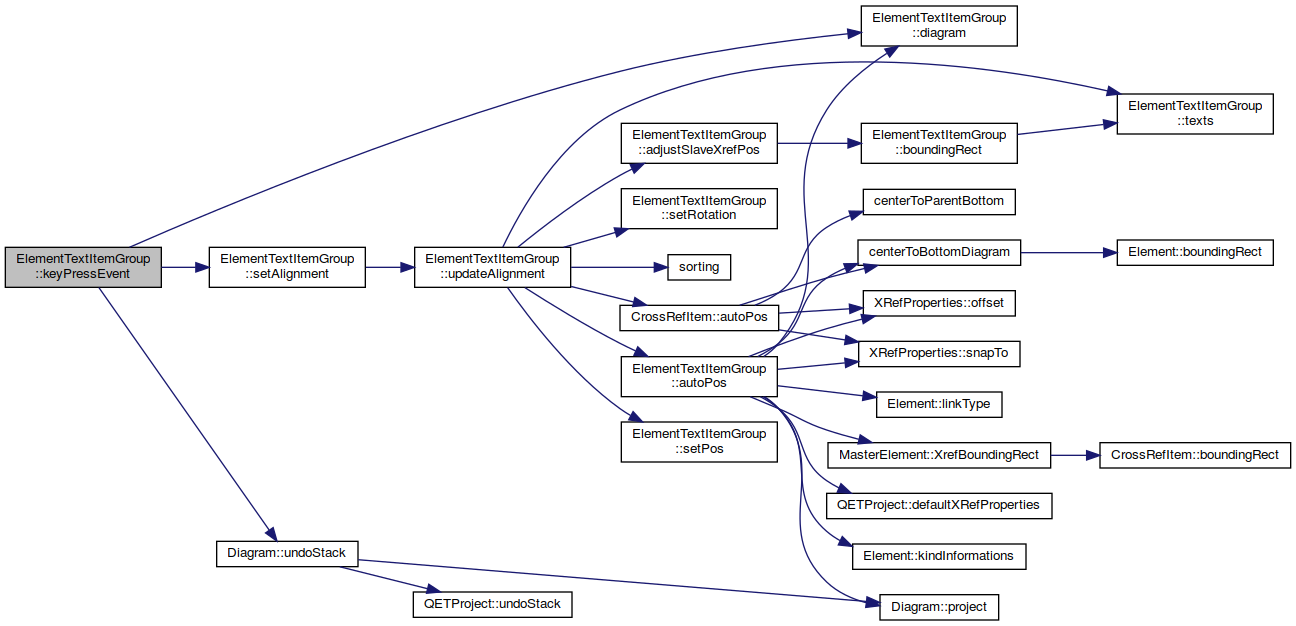 ElementTextItemGroup
::keyPressEvent
ElementTextItemGroup
::diagram
ElementTextItemGroup
::setAlignment
ElementTextItemGroup
::updateAlignment
ElementTextItemGroup
::texts
ElementTextItemGroup
::adjustSlaveXrefPos
ElementTextItemGroup
::boundingRect
ElementTextItemGroup
::setRotation
sorting
CrossRefItem::autoPos
centerToParentBottom
centerToBottomDiagram
Element::boundingRect
XRefProperties::offset
XRefProperties::snapTo
ElementTextItemGroup
::autoPos
Element::linkType
MasterElement::XrefBoundingRect
CrossRefItem::boundingRect
QETProject::defaultXRefProperties
Element::kindInformations
Diagram::project
ElementTextItemGroup
::setPos
Diagram::undoStack
QETProject::undoStack